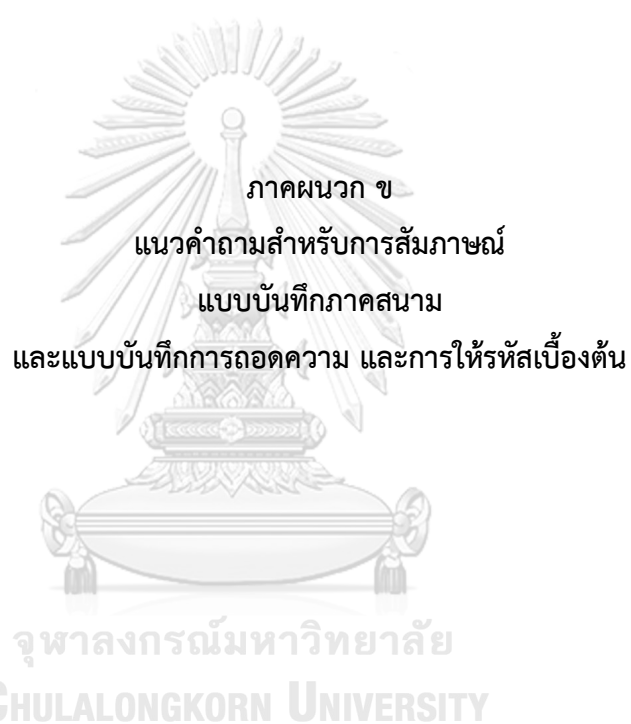 ภาคผนวก ข
แนวคำถามสำหรับการสัมภาษณ์
แบบบันทึกภาคสนาม
และแบบบันทึกการถอดความ และการให้รหัสเบื้องต้น
จุฬาลงกรณ์มหาวิทยาลัย
CHULALONGKORN UNIVERSITY